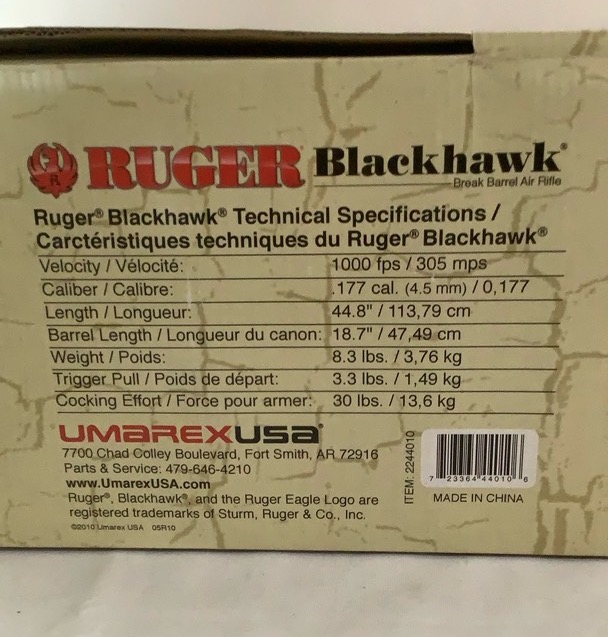 R RUGER Blackhawk®
Break Barrel Air Rifle
Ruger® Blackhawk® Technical Specifications /
Carctéristiques techniques du Ruger® Blackhawk®
Velocity / Vélocité: 1000 fps / 305 mps
Caliber / Calibre: .177 cal. (4.5 mm) / 0,177
Length / Longueur: 44.8" / 113,79 cm
Barrel Length / Longueur du canon: 18.7" / 47,49 cm
Weight / Poids: 8.3 lbs. / 3,76 kg
Trigger Pull / Poids de départ: 3.3 lbs. / 1,49 kg
Cocking Effort / Force pour armer: 30 lbs. / 13,6 kg
UMAREXUSA
7700 Chad Colley Boulevard, Fort Smith, AR 72916
Parts & Service: 479-646-4210
www.UmarexUSA.com
Ruger®, Blackhawk®, and the Ruger Eagle Logo are
registered trademarks of Sturm, Ruger & Co., Inc.
©2010 Umarex USA 05R10
ITEM: 2244010
7 23364 44010 6
MADE IN CHINA